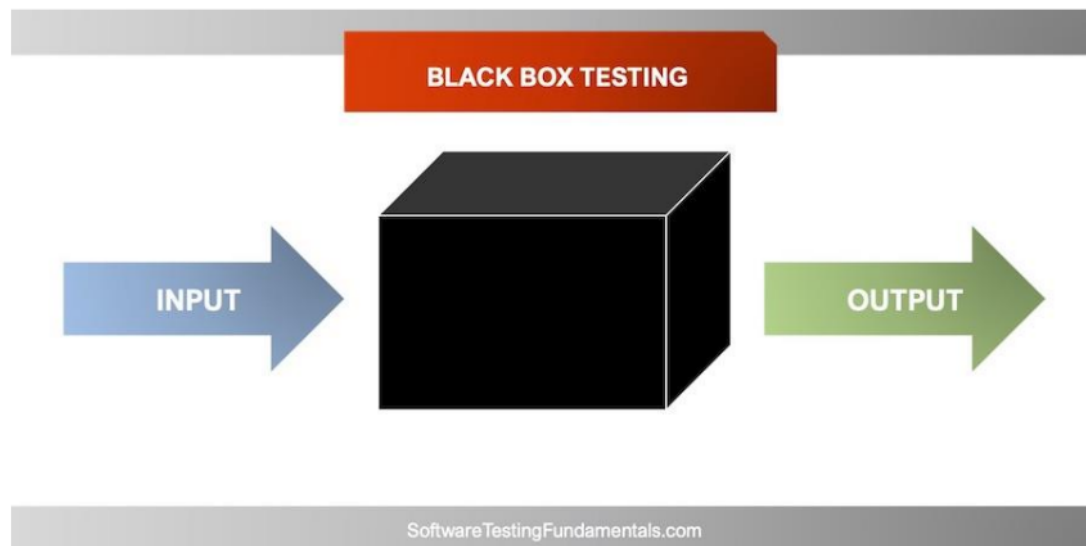 BLACK BOX TESTING
INPUT
OUTPUT
SoftwareTestingFundamentals.com